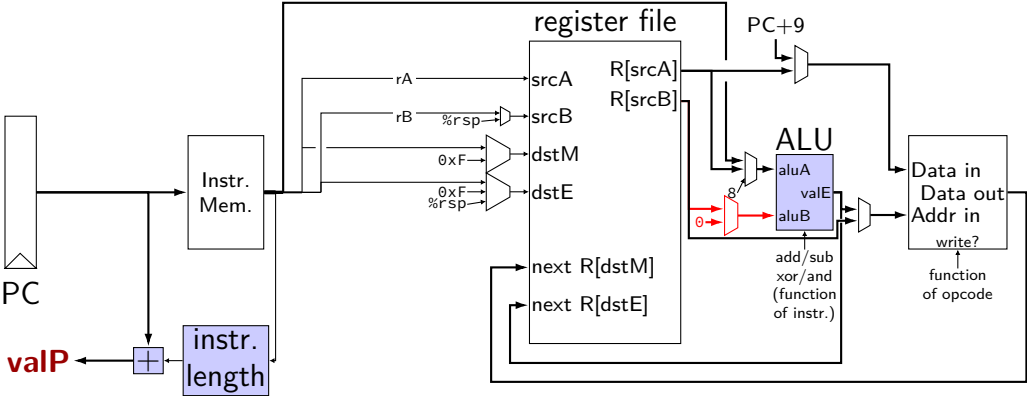 register file
PC+9
rA
srcA
R[srcA]
R[srcB]
rB
%rsp
srcB
ALU
Instr.
Mem.
0xF
dstM
0xF
%rsp
dstE
8
aluA
valE
aluB
0
Data in
Data out
Addr in
write?
add/sub
xor/and
(function
of instr.)
function
of opcode
next R[dstM]
next R[dstE]
PC
valP
+
instr.
length